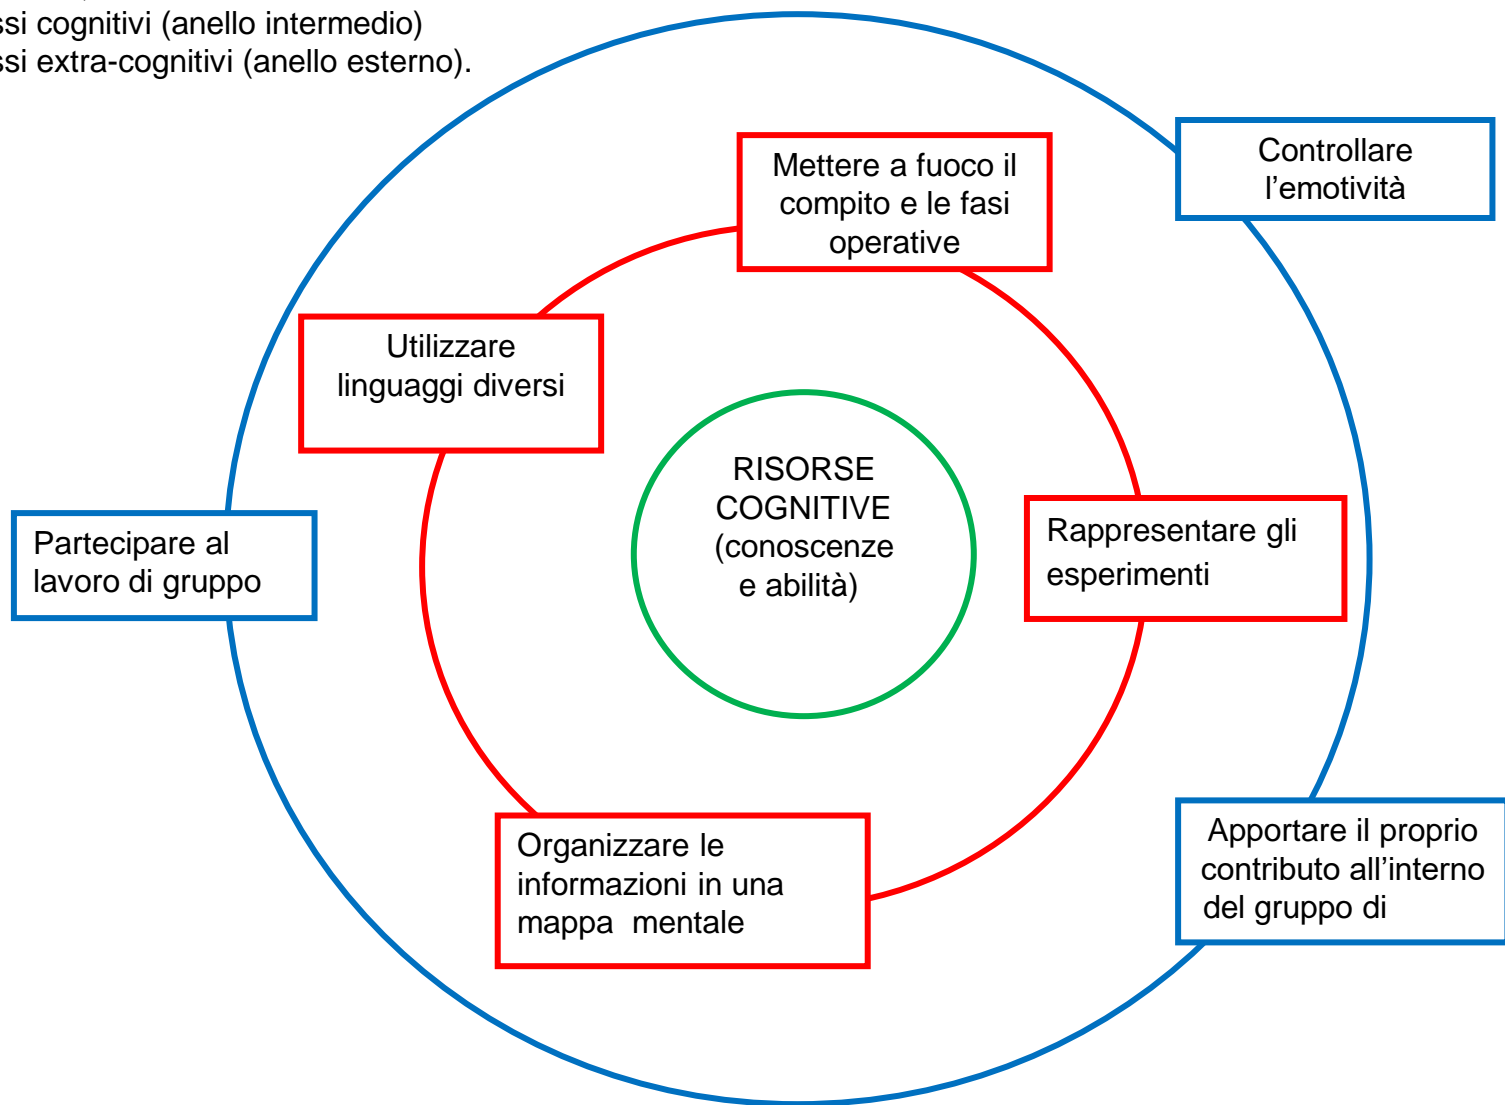 ssi cognitivi (anello intermedio)
ssi extra-cognitivi (anello esterno).
Controllare
l’emotività
Mettere a fuoco il
compito e le fasi
operative
Utilizzare
linguaggi diversi
RISORSE
COGNITIVE
(conoscenze
e abilità)
Partecipare al
lavoro di gruppo
Rappresentare gli
esperimenti
Organizzare le
informazioni in una
mappa mentale
Apportare il proprio
contributo all’interno
del gruppo di